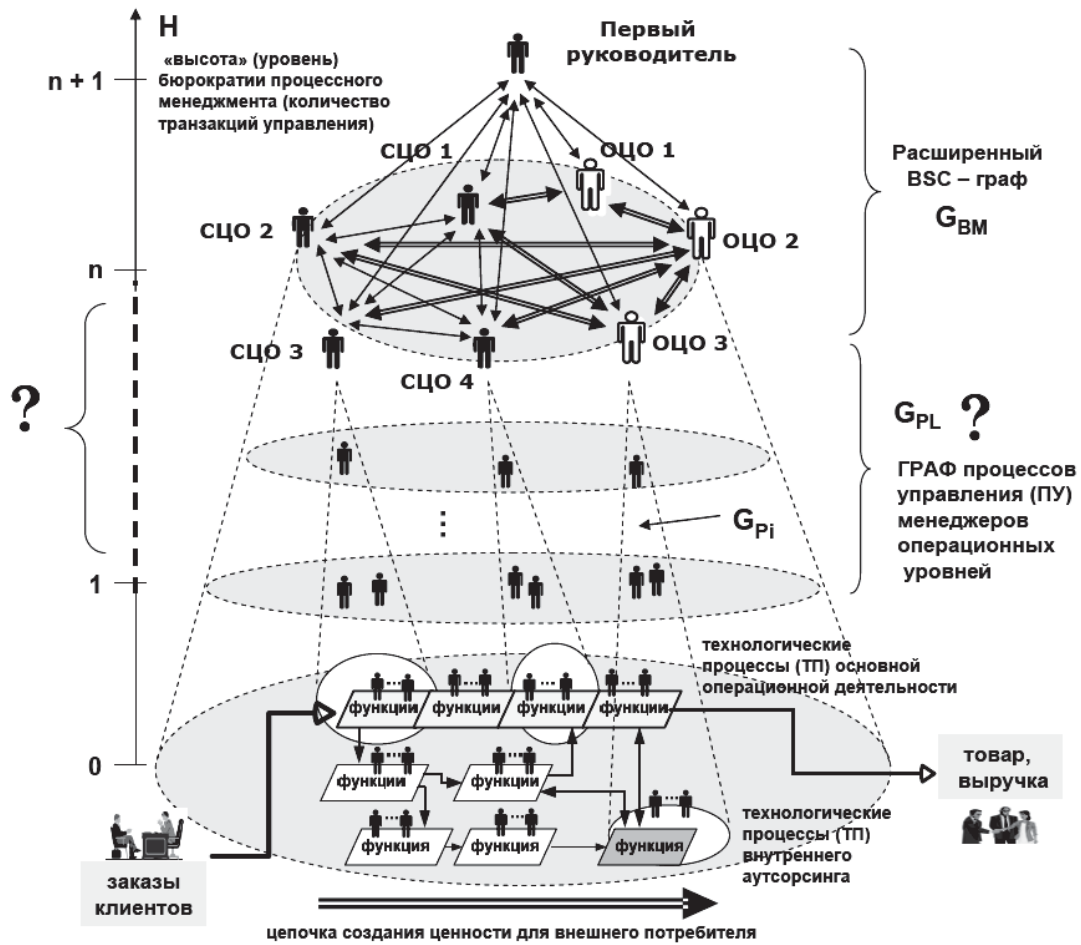 H
«высота» (уровень)
бюрократии процессного
менеджмента (количество
транзакций управления)
n + 1
Первый
руководитель
СЦО 1
ОЦО 1
СЦО 2
ОЦО 2
n
СЦО 3
СЦО 4
ОЦО 3
Расширенный
BSC – граф
G_BM
?
G_PL ?
ГРАФ процессов
управления (ПУ)
менеджеров
операционных
уровней
⋮
G_Pi
1
технологические
процессы (ТП) основной
операционной деятельности
функции
функции
функции
функции
0
функции
функции
товар,
выручка
функция
функция
функция
технологические
процессы (ТП)
внутреннего
аутсорсинга
заказы
клиентов
цепочка создания ценности для внешнего потребителя